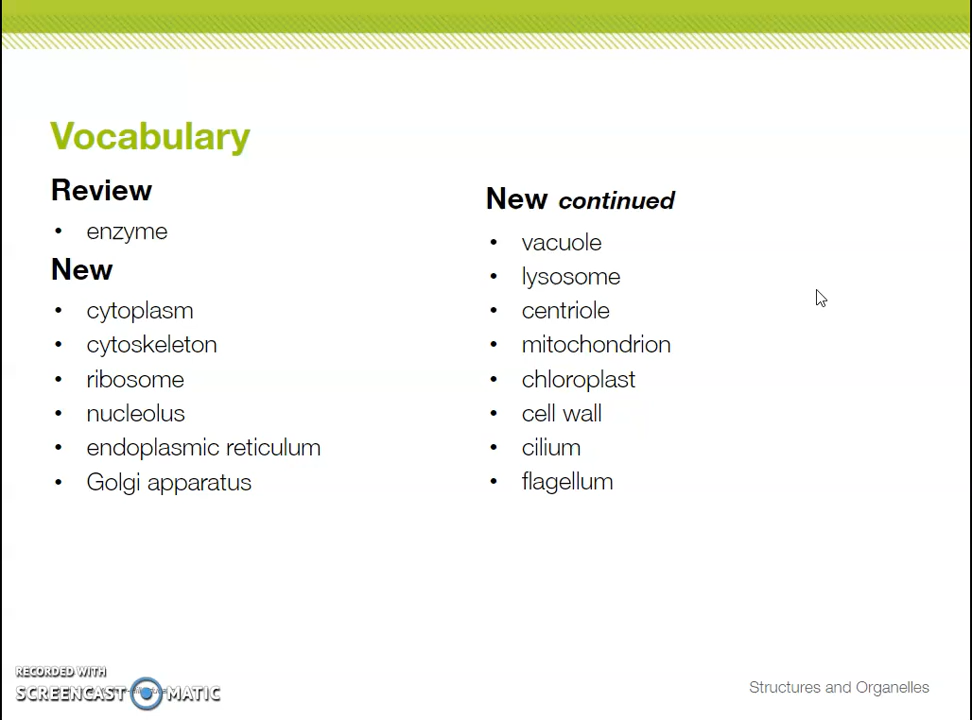 Vocabulary
Review
• enzyme
New
• cytoplasm
• cytoskeleton
• ribosome
• nucleolus
• endoplasmic reticulum
• Golgi apparatus
New continued
• vacuole
• lysosome
• centriole
• mitochondrion
• chloroplast
• cell wall
• cilium
• flagellum
RECORDED WITH
SCREENCAST MATIC
Structures and Organelles